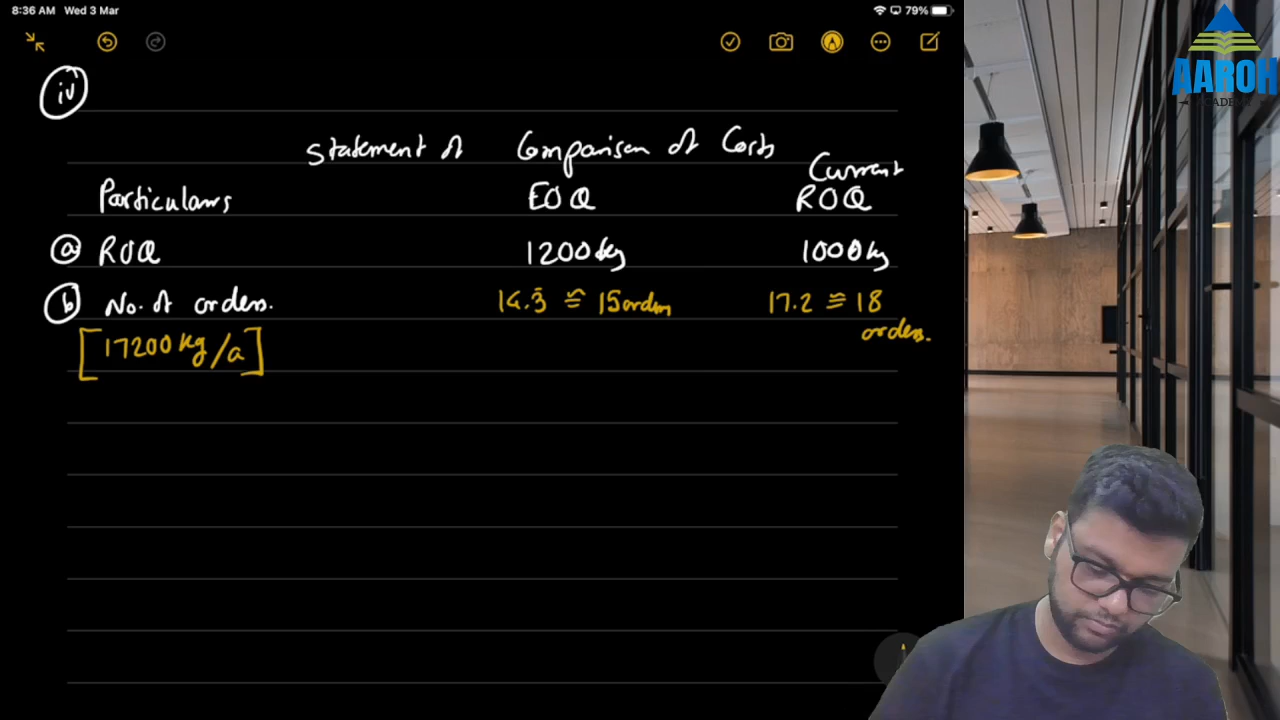 8:36 AM Wed 3 Mar
79%
AAROH
ACADEMY
iv
Statement of Comparison of Costs
Particulars EOQ Current ROQ
a ROQ 1200kg 1000kg
b No. of orders. 14.3 ≅ 15 orders 17.2 ≅ 18 orders.
[17200 kg/a]